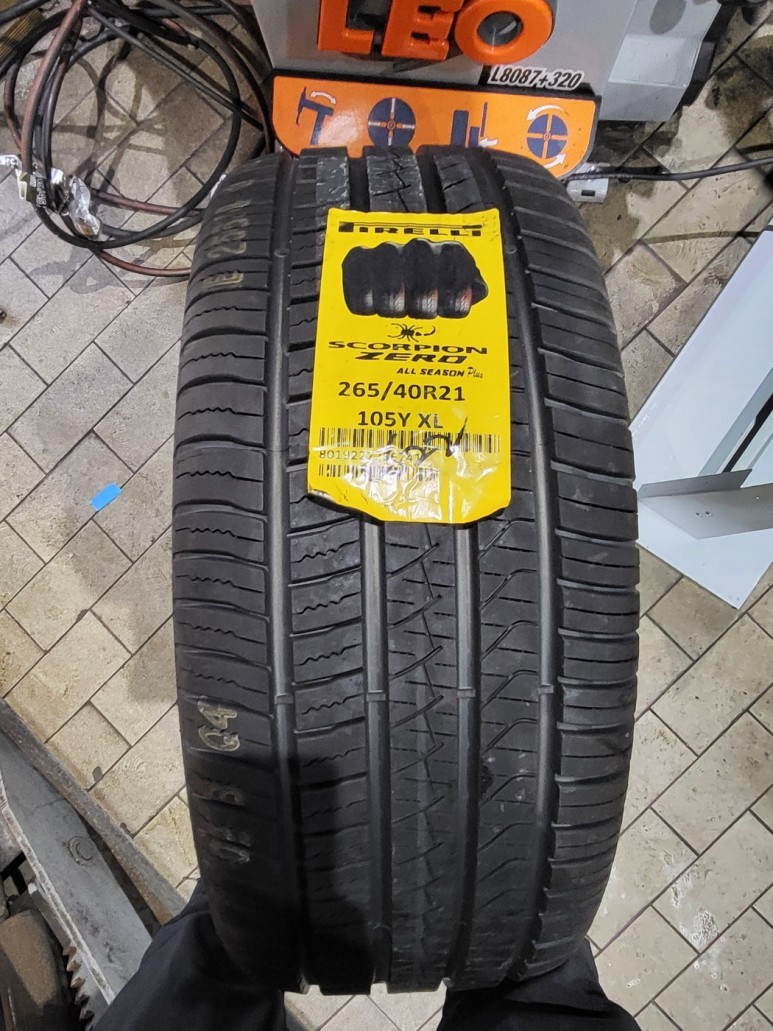 LEO
L8087+320
PIRELLI
SCORPION
ZERO
ALL SEASON Plus
265/40R21
105Y XL